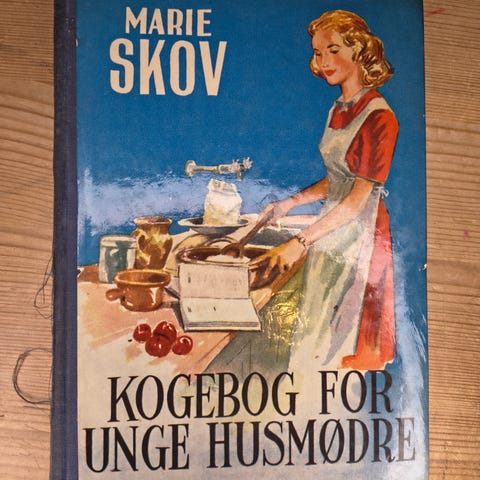 MARIE
SKOV
KOGEBOG FOR
UNGE HUSMØDRE